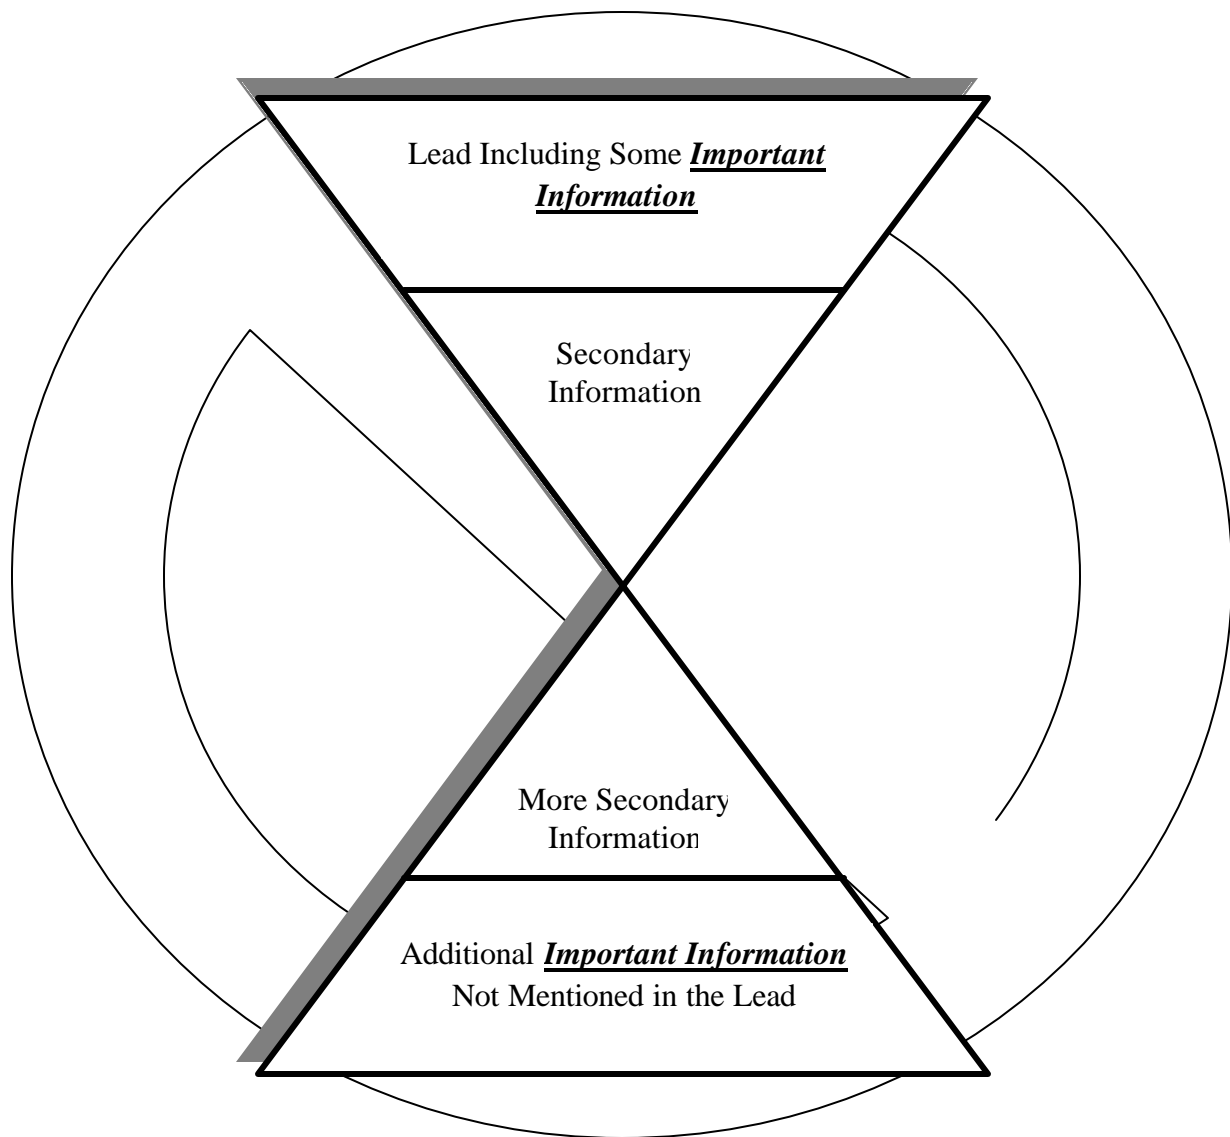 Lead Including Some Important
Information
Secondary
Information
More Secondary
Information
Additional Important Information
Not Mentioned in the Lead